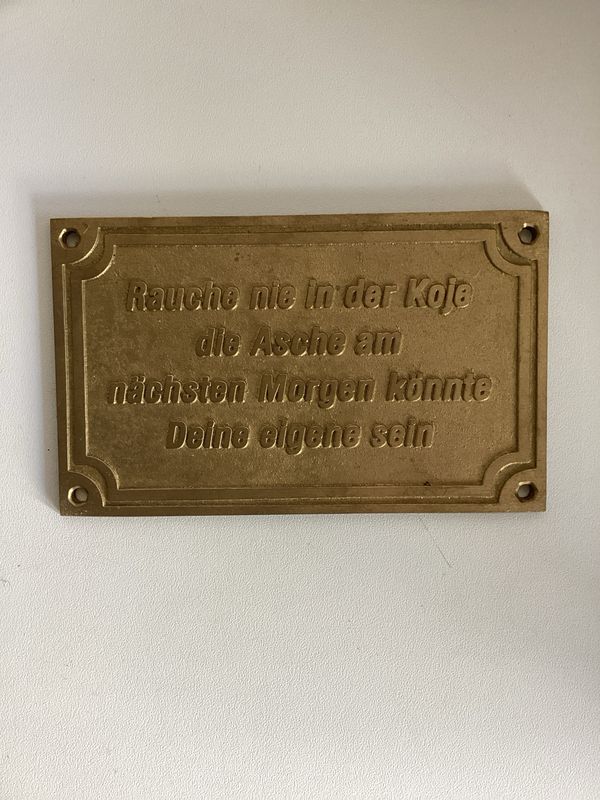 Rauche nie in der Koje
die Asche am
nächsten Morgen könnte
Deine eigene sein